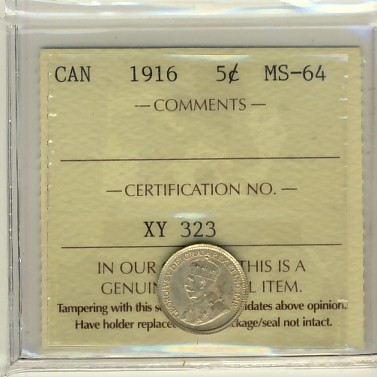 CAN 1916 5¢ MS-64
— COMMENTS —
— CERTIFICATION NO. —
XY 323
IN OUR THIS IS A
GENUIN L ITEM.
Tampering with this s idates above opinion.
Have holder replace ckage/seal not intact.